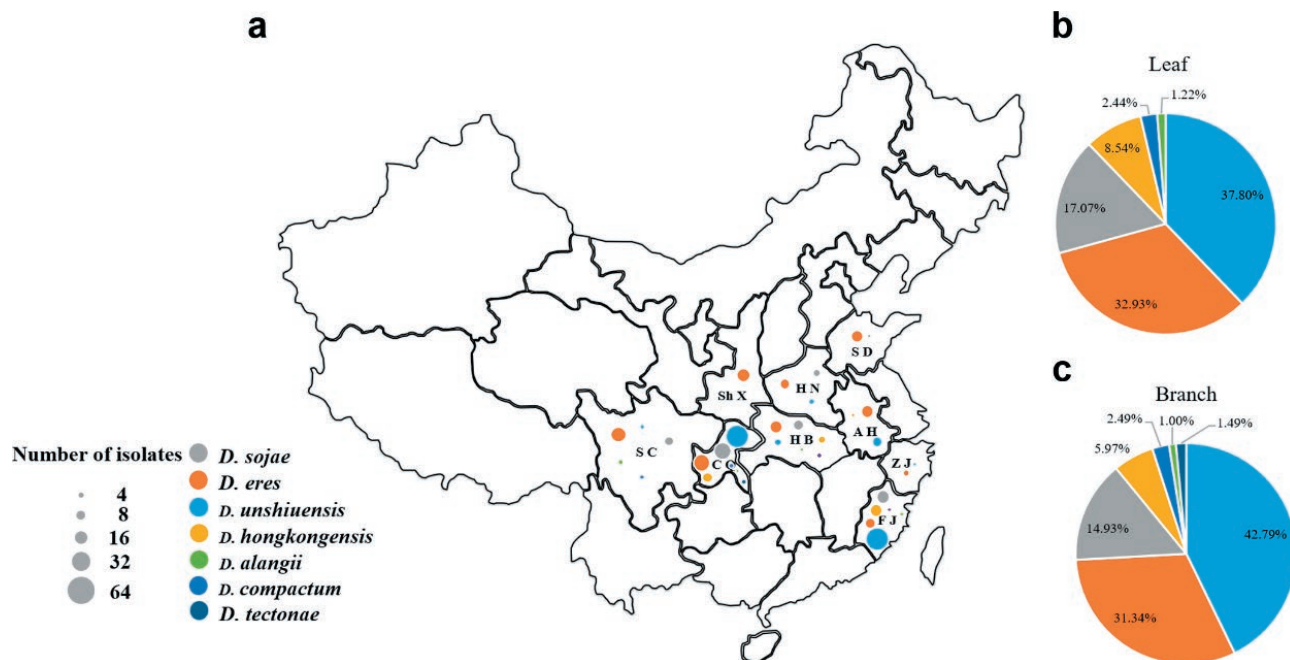 a
b
Leaf
2.44%
1.22%
8.54%
37.80%
17.07%
32.93%
S D
Sh X
H N
A H
S C
H B
C Q
Z J
F J
Number of isolates
4
8
16
32
64
D. sojae
D. eres
D. unshiuensis
D. hongkongensis
D. alangii
D. compactum
D. tectonae
c
Branch
2.49%
1.00%
1.49%
5.97%
14.93%
42.79%
31.34%